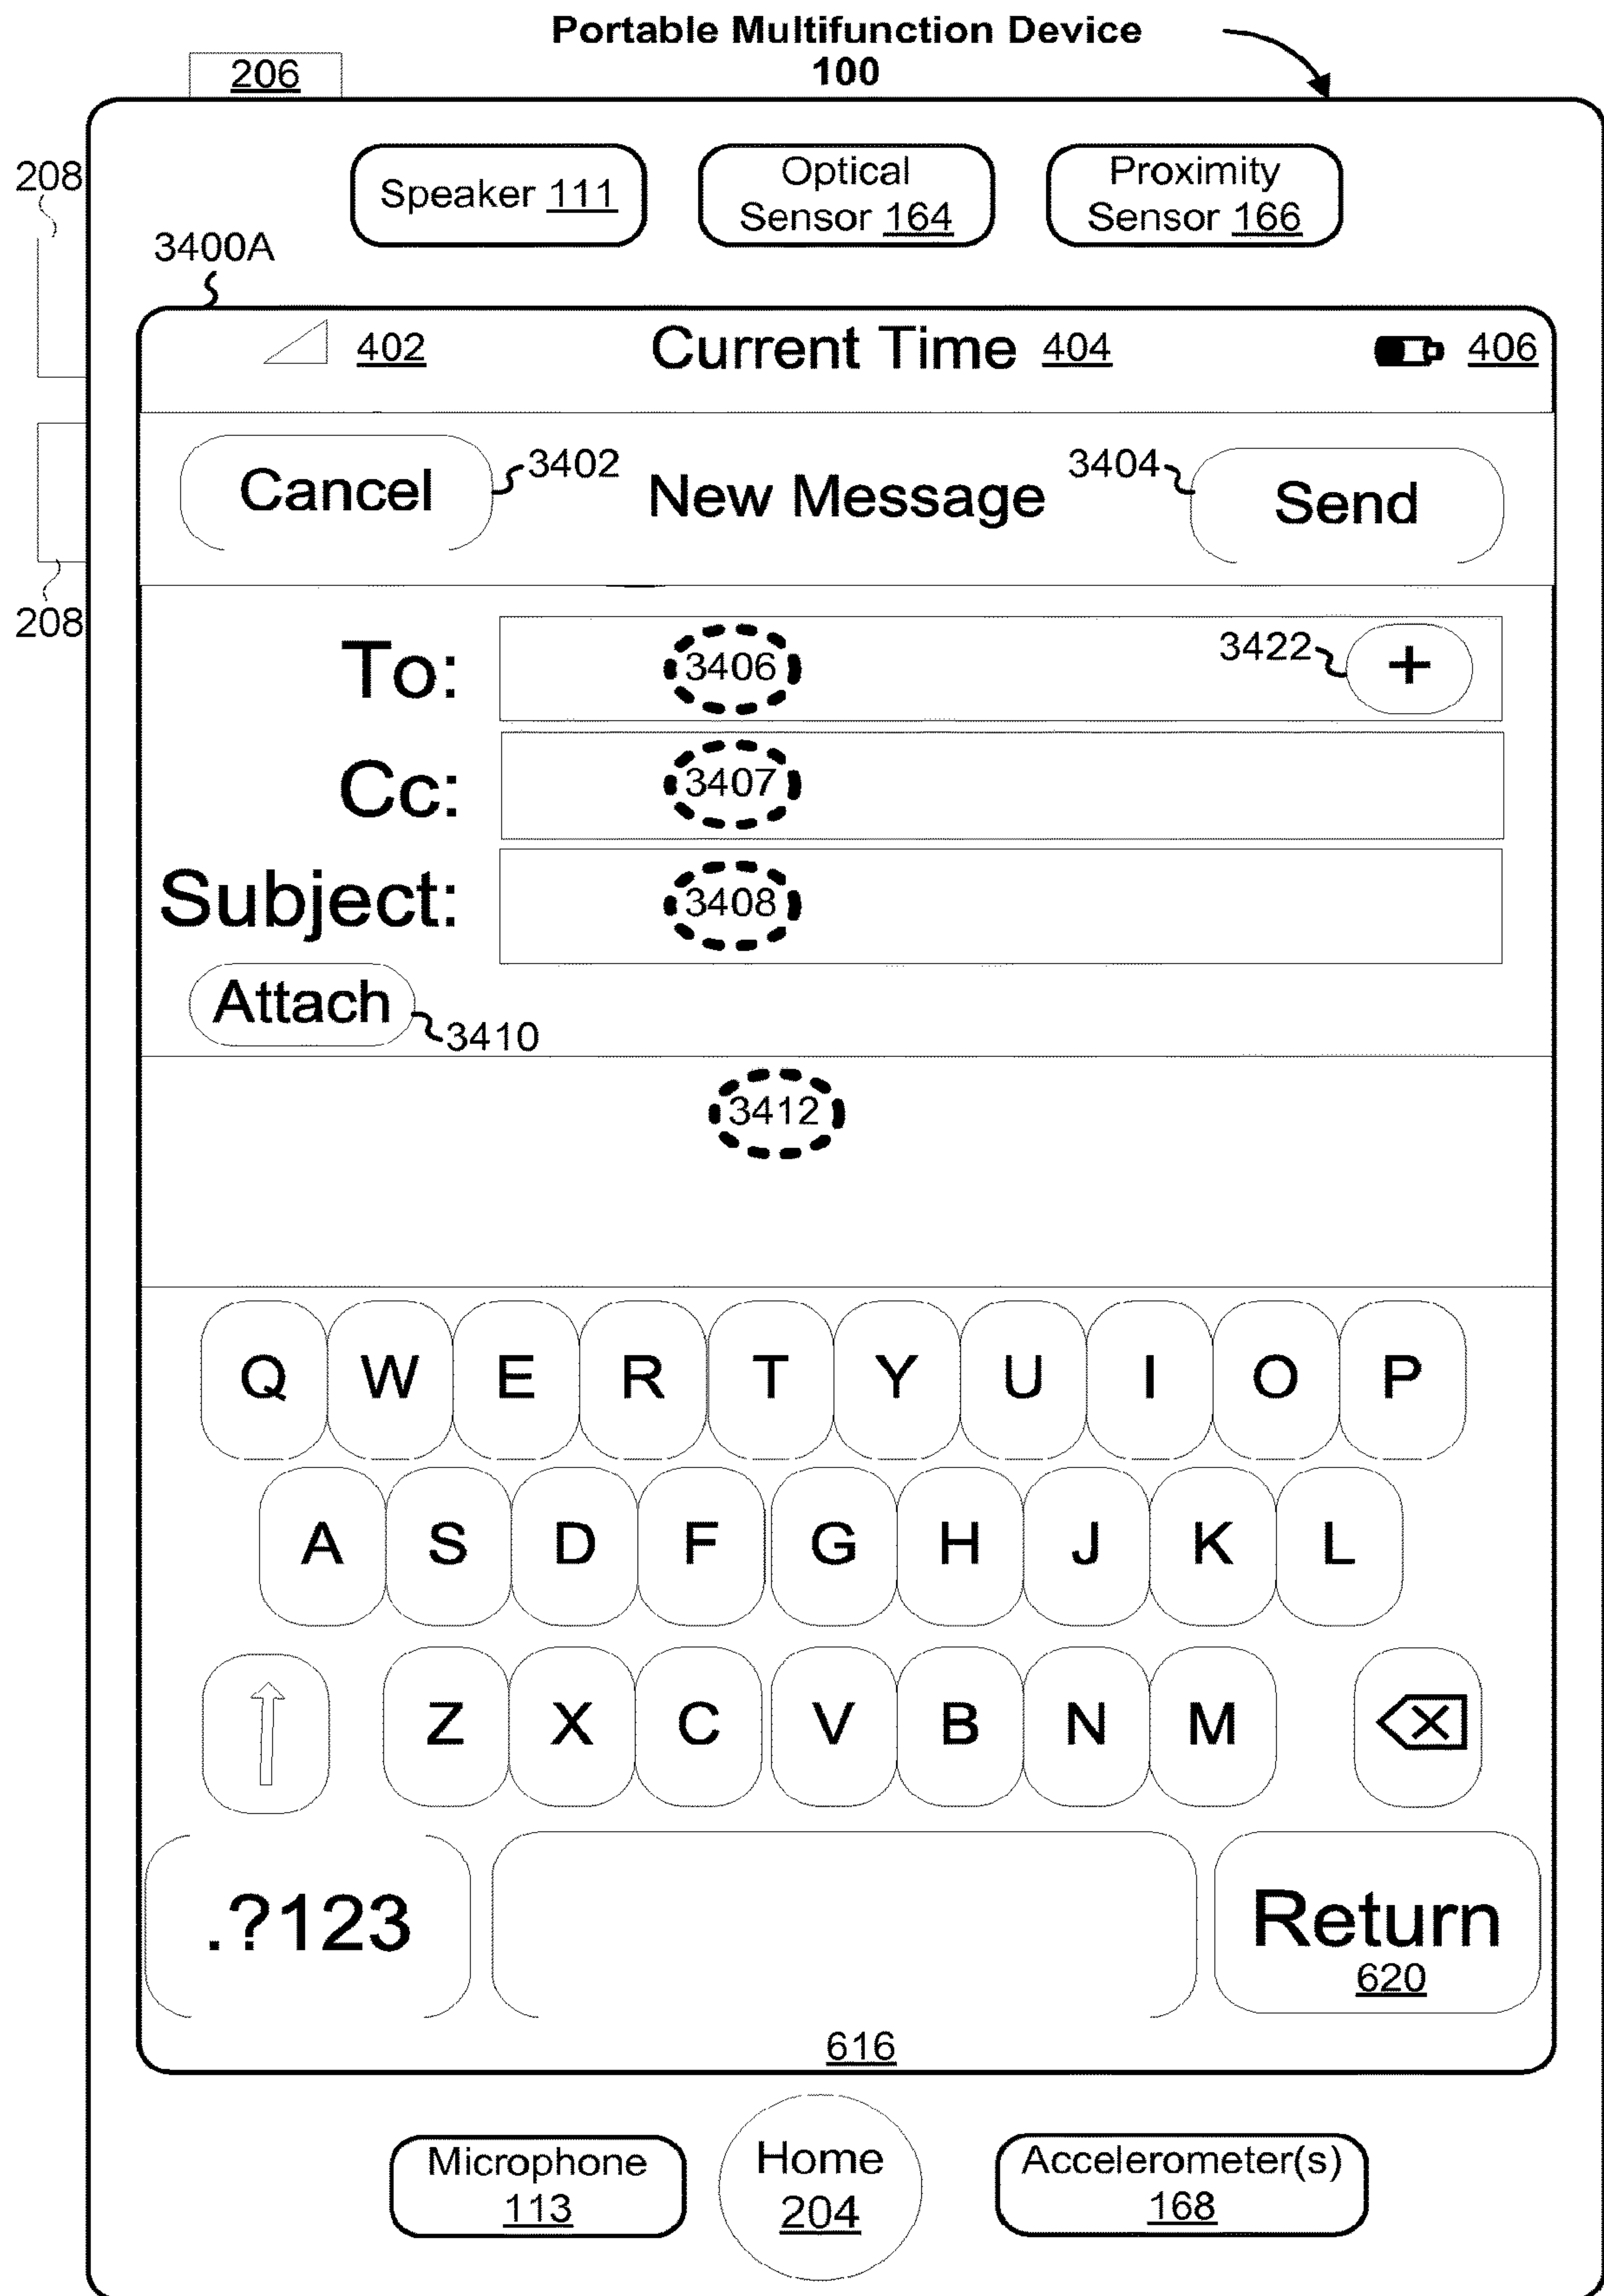 Portable Multifunction Device
100
206
208
Speaker 111
Optical
Sensor 164
Proximity
Sensor 166
3400A
402
Current Time 404
406
Cancel
3402
New Message
3404
Send
208
To:
3406
3422
+
Cc:
3407
Subject:
3408
Attach
3410
3412
Q W E R T Y U I O P
A S D F G H J K L
Z X C V B N M
.?123
Return
620
616
Microphone
113
Home
204
Accelerometer(s)
168